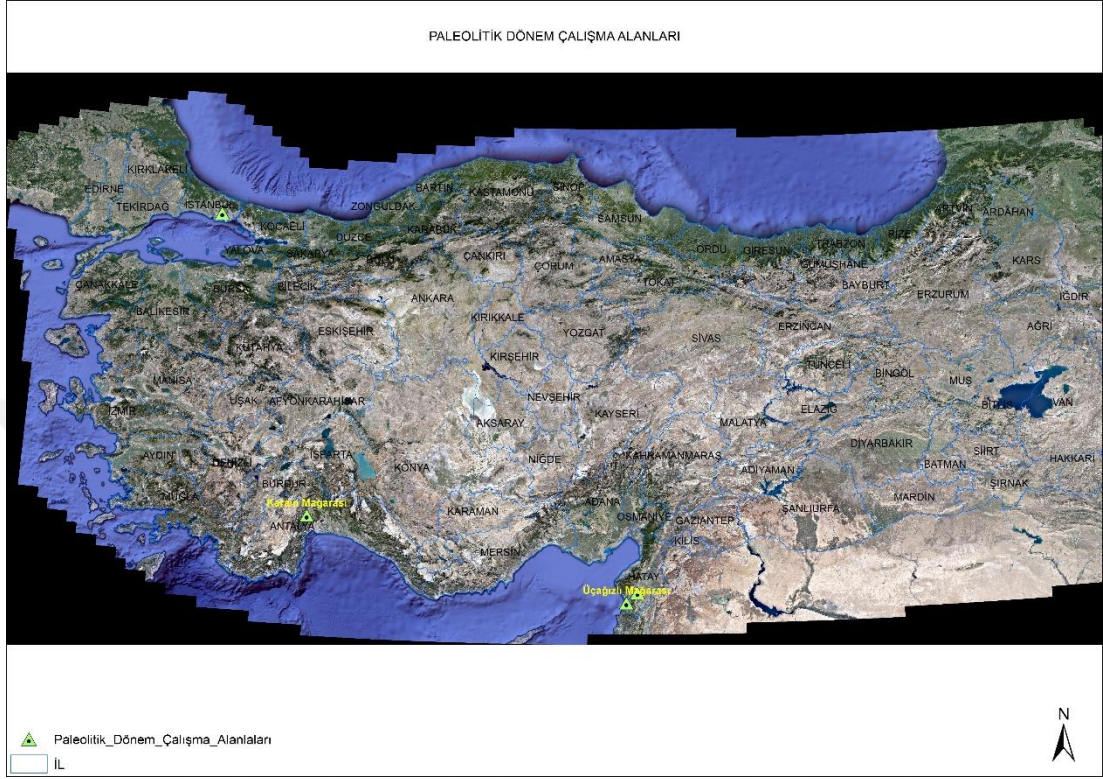 PALEOLİTİK DÖNEM ÇALIŞMA ALANLARI
KIRKLARELİ
EDİRNE
TEKİRDAĞ
İSTANBUL
KOCAELİ
YALOVA
SAKARYA
DÜZCE
ZONGULDAK
BARTIN
KARABÜK
KASTAMONU
SİNOP
SAMSUN
ÇANKIRI
ÇORUM
AMASYA
TOKAT
ORDU
GİRESUN
TRABZON
GÜMÜŞHANE
RİZE
ARTVİN
ARDAHAN
KARS
IĞDIR
BAYBURT
ERZURUM
AĞRI
ÇANAKKALE
BALIKESİR
BURSA
BİLECİK
ESKİŞEHİR
ANKARA
KIRIKKALE
YOZGAT
SİVAS
ERZİNCAN
TUNCELİ
BİNGÖL
MUŞ
BİTLİS
VAN
KÜTAHYA
MANİSA
UŞAK
AFYONKARAHİSAR
KIRŞEHİR
NEVŞEHİR
KAYSERİ
MALATYA
ELAZIĞ
İZMİR
AYDIN
DENİZLİ
ISPARTA
KONYA
AKSARAY
NİĞDE
KAHRAMANMARAŞ
ADIYAMAN
DİYARBAKIR
BATMAN
SİİRT
ŞIRNAK
HAKKARİ
MARDİN
ŞANLIURFA
MUĞLA
BURDUR
Karain Mağarası
ANTALYA
KARAMAN
MERSİN
ADANA
OSMANİYE
GAZİANTEP
KİLİS
HATAY
Üçağızlı Mağarası
N
Paleolitik_Dönem_Çalışma_Alanlaları
İL